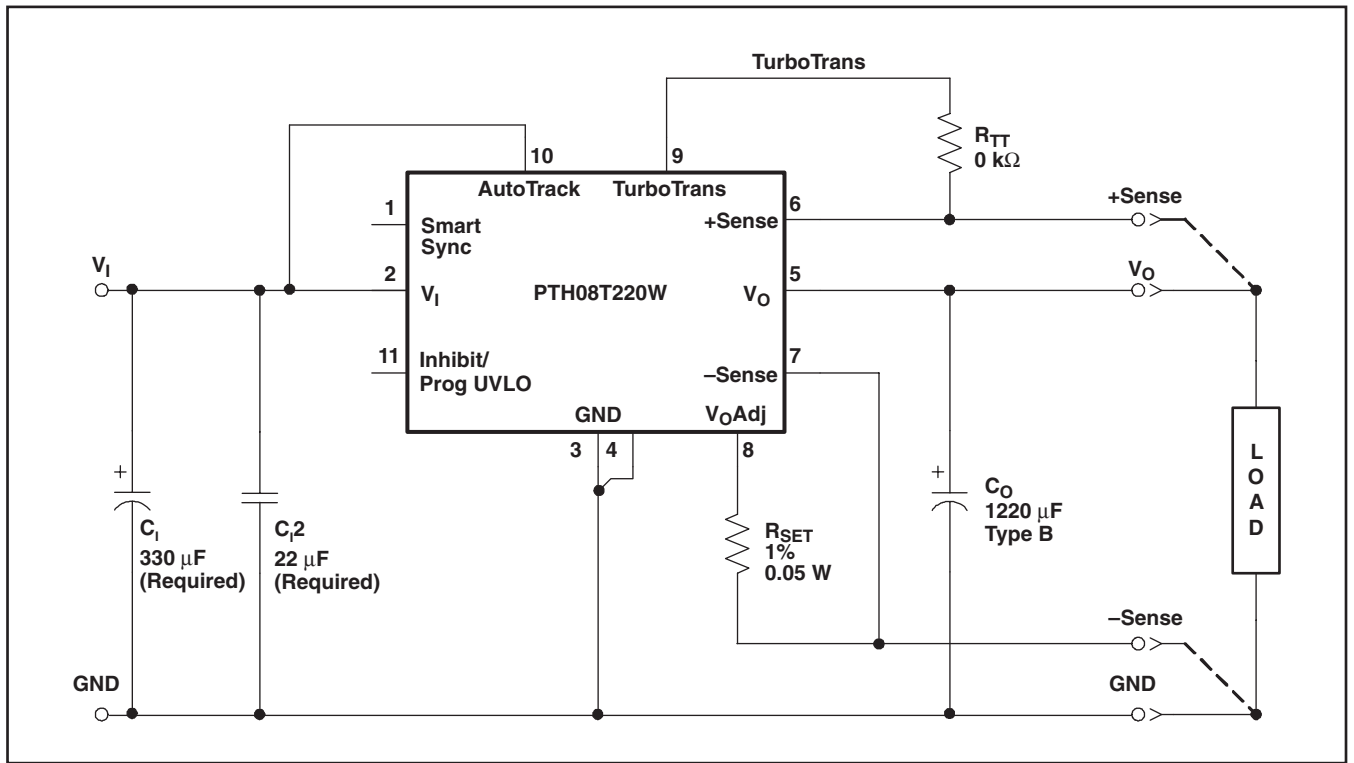 TurboTrans
R_TT
0 kΩ
10
9
AutoTrack
TurboTrans
1
Smart
Sync
6
+Sense
+Sense
V_I
2
V_I
PTH08T220W
5
V_O
V_O
11
Inhibit/
Prog UVLO
7
–Sense
GND
V_OAdj
3
4
8
+
C_I
330 μF
(Required)
C_I2
22 μF
(Required)
R_SET
1%
0.05 W
+
C_O
1220 μF
Type B
L
O
A
D
–Sense
GND
GND